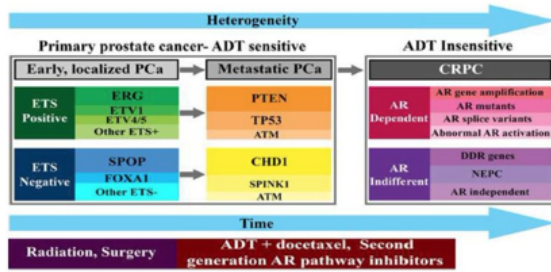 Heterogeneity
Primary prostate cancer- ADT sensitive
ADT Insensitive
Early, localized PCa
Metastatic PCa
CRPC
ETS Positive
ERG
ETV1
ETV4/5
Other ETS+
PTEN
TP53
ATM
AR Dependent
AR gene amplification
AR mutants
AR splice variants
Abnormal AR activation
ETS Negative
SPOP
FOXA1
Other ETS-
CHD1
SPINK1
ATM
AR Indifferent
DDR genes
NEPC
AR independent
Time
Radiation, Surgery
ADT + docetaxel, Second
generation AR pathway
inhibitors